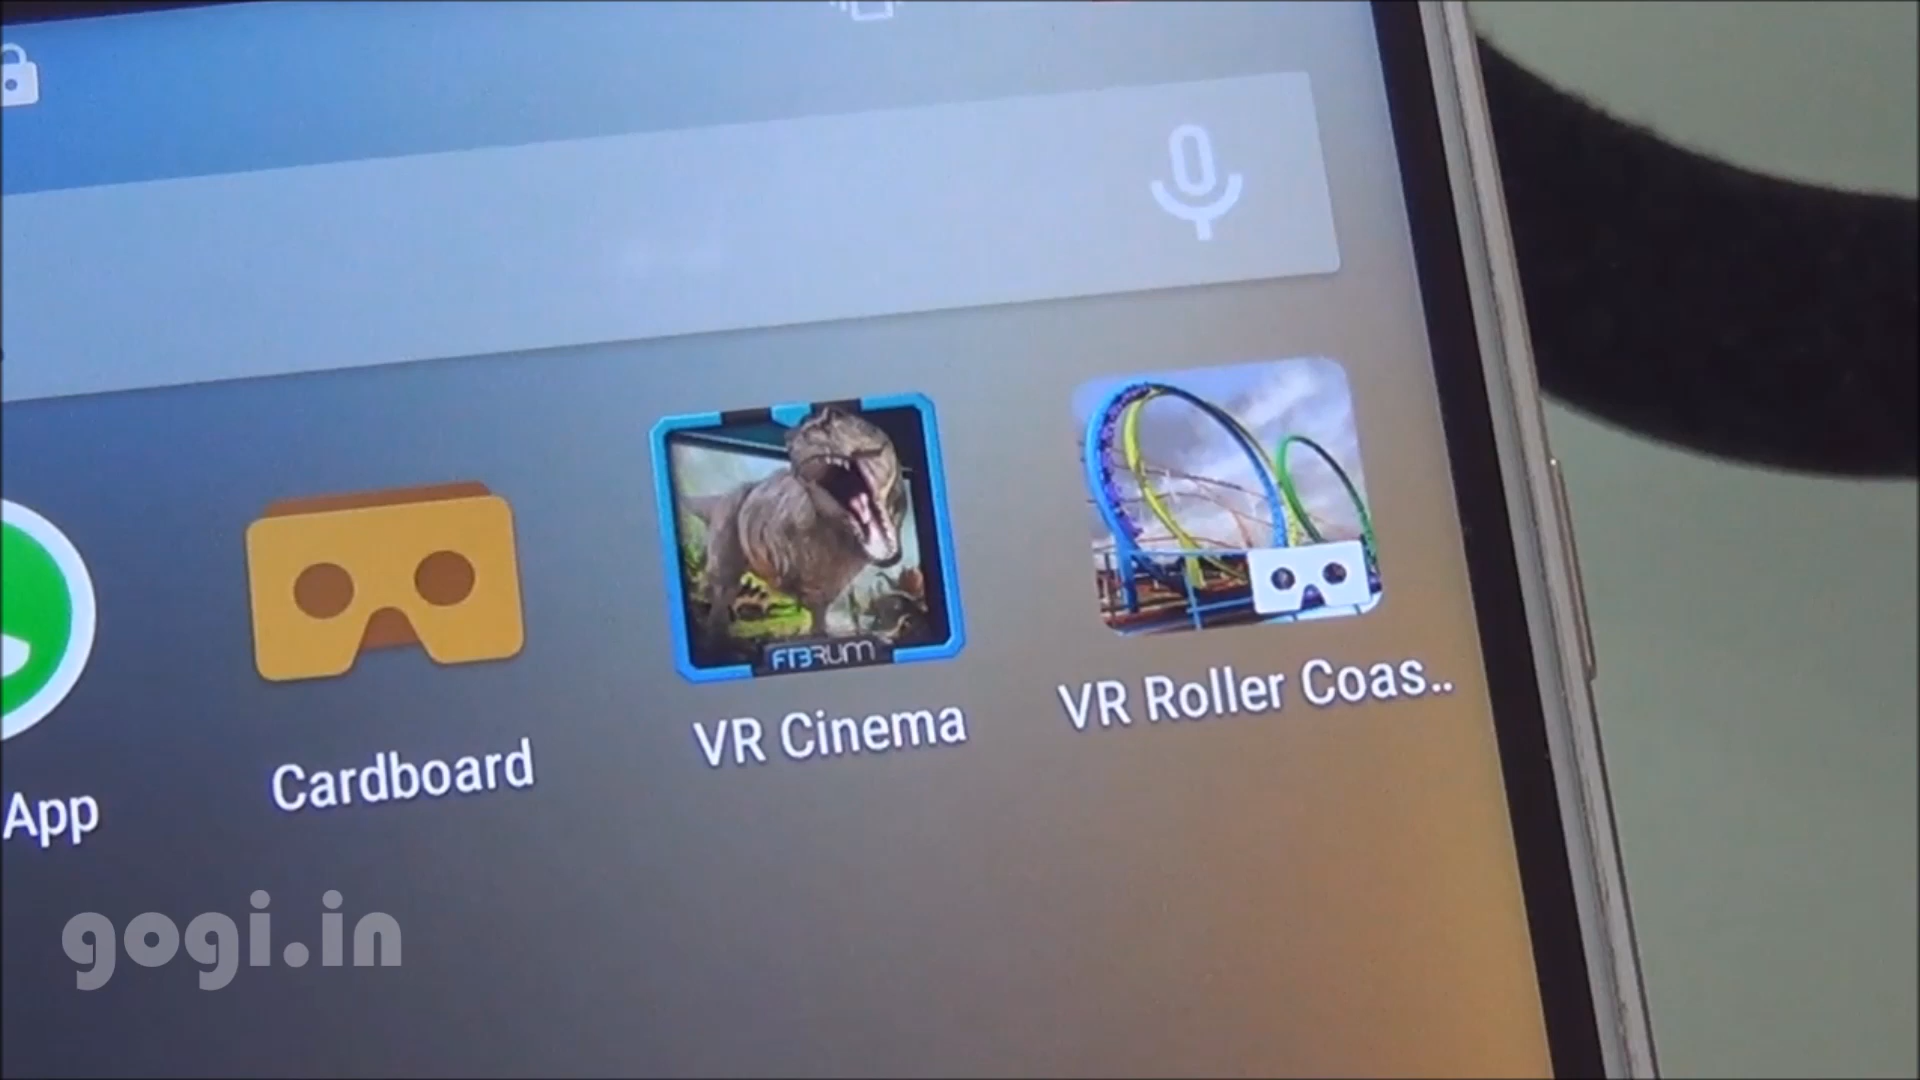 FIBRUM
VR Roller Coas..
VR Cinema
Cardboard
App
gogi.in